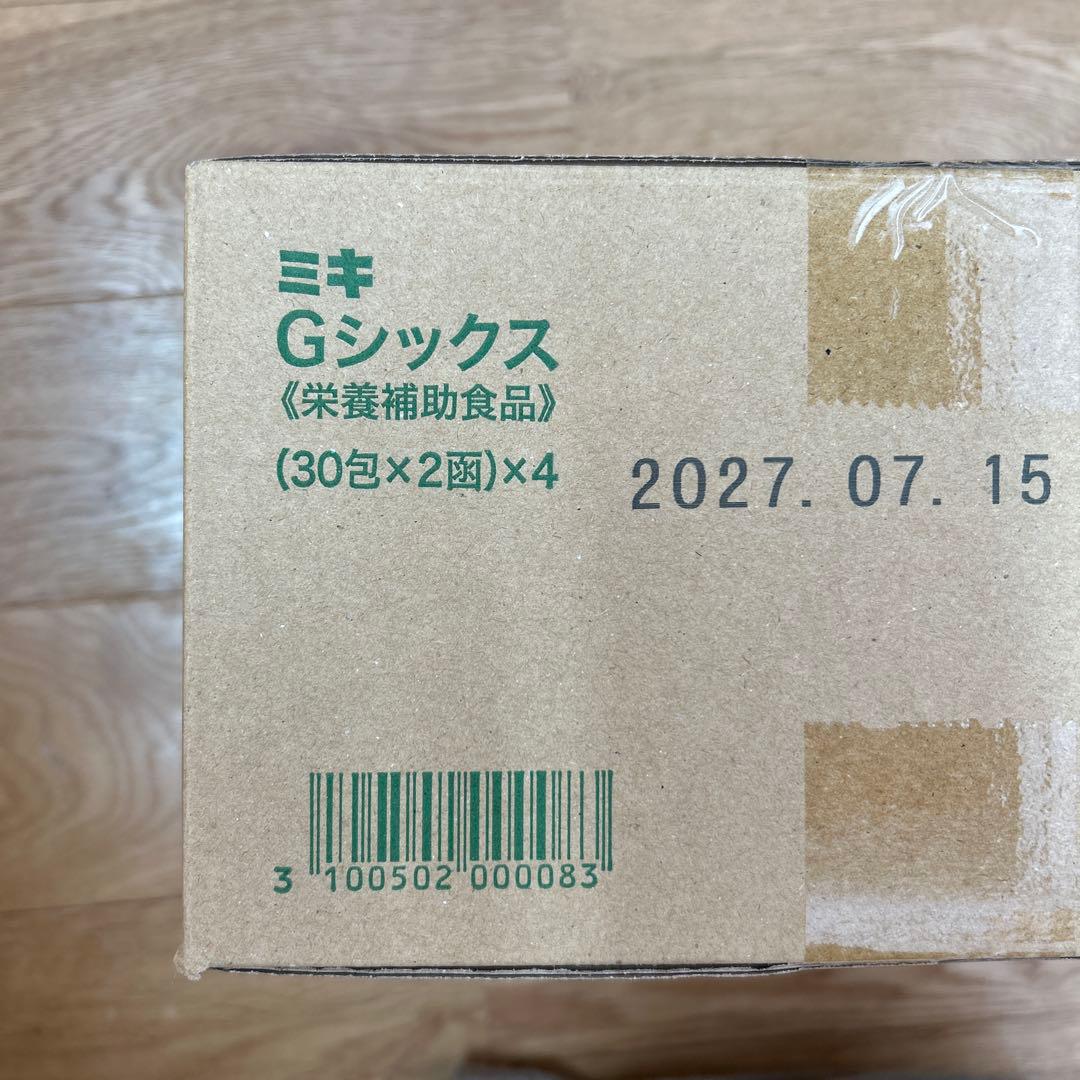 ミキ
Gシックス
《栄養補助食品》
(30包×2函)×4
2027. 07. 15
3 100502 000083